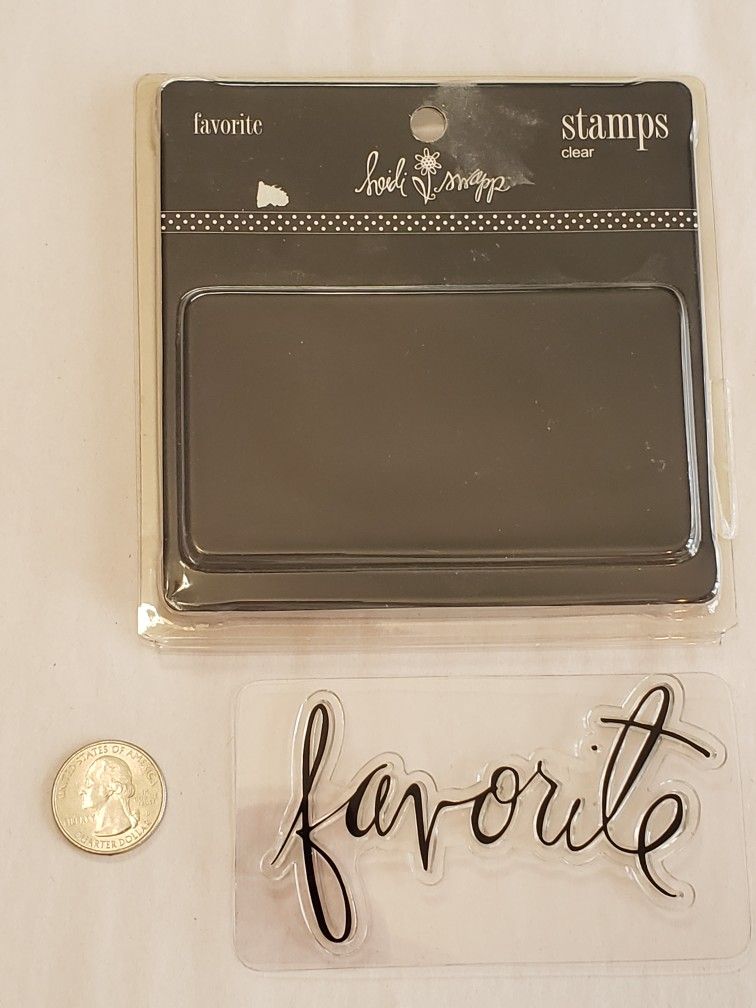 favorite
stamps
clear
heidi swapp
favorite
UNITED STATES OF AMERICA
LIBERTY
QUARTER DOLLAR